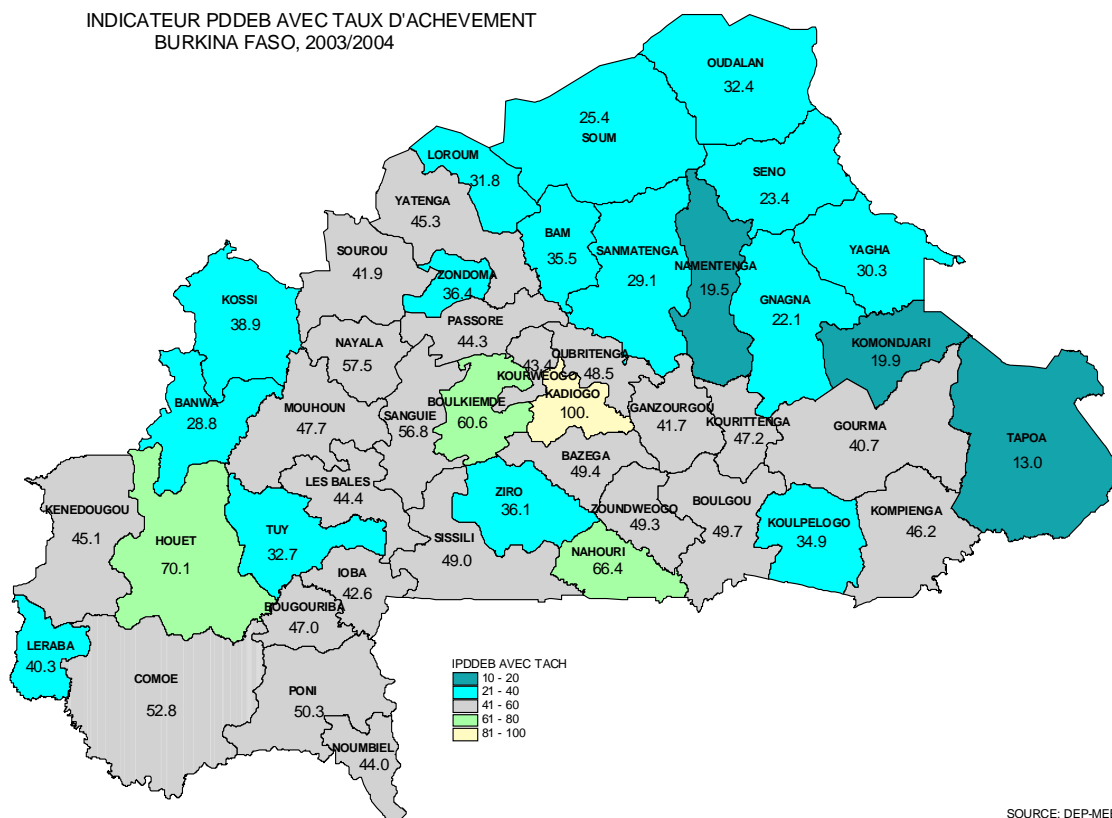 INDICATEUR PDDEB AVEC TAUX D'ACHEVEMENT
BURKINA FASO, 2003/2004
OUDALAN
32.4
25.4
SOUM
LOROUM
31.8
SENO
23.4
YATENGA
45.3
BAM
35.5
SANMATENGA
29.1
NAMENTENGA
19.5
YAGHA
30.3
SOUROU
41.9
ZONDOMA
36.4
GNAGNA
22.1
KOSSI
38.9
PASSORE
44.3
KOMONDJARI
19.9
NAYALA
57.5
43.4
OUBRITENGA
48.5
KOURWEOGO
KADIOGO
100.
BANWA
28.8
MOUHOUN
47.7
SANGUIE
56.8
BOULKIEMDE
60.6
GANZOURGOU
41.7
KOURITTENGA
47.2
GOURMA
40.7
TAPOA
13.0
BAZEGA
49.4
LES BALES
44.4
ZIRO
36.1
ZOUNDWEOGO
49.3
BOULGOU
49.7
KOULPELOGO
34.9
KOMPIENGA
46.2
KENEDOUGOU
45.1
HOUET
70.1
TUY
32.7
SISSILI
49.0
NAHOURI
66.4
IOBA
42.6
BOUGOURIBA
47.0
LERABA
40.3
COMOE
52.8
PONI
50.3
NOUMBIEL
44.0
IPDDEB AVEC TACH
10 - 20
21 - 40
41 - 60
61 - 80
81 - 100
SOURCE: DEP-MEB